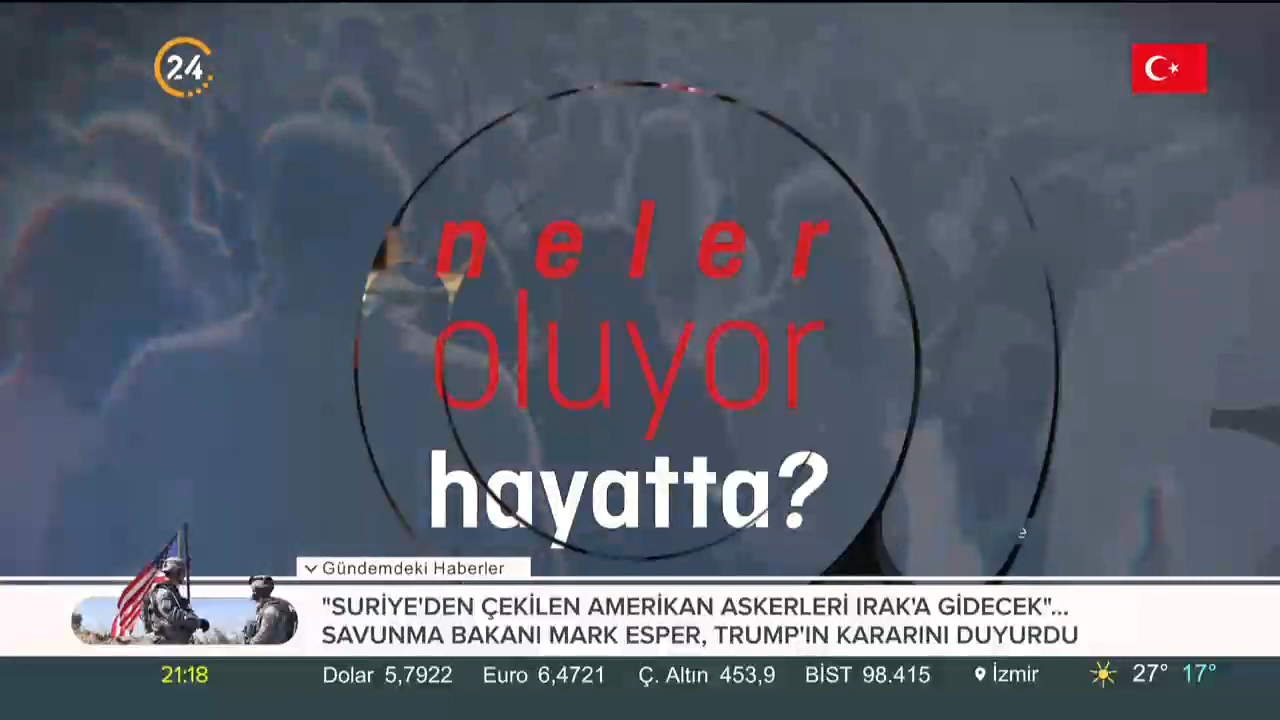 24
neler
oluyor
hayatta?
Gündemdeki Haberler
"SURİYE'DEN ÇEKİLEN AMERİKAN ASKERLERİ IRAK'A GİDECEK"...
SAVUNMA BAKANI MARK ESPER, TRUMP'IN KARARINI DUYURDU
21:18 Dolar 5,7922 Euro 6,4721 Ç. Altın 453,9 BİST 98.415 İzmir 27° 17°